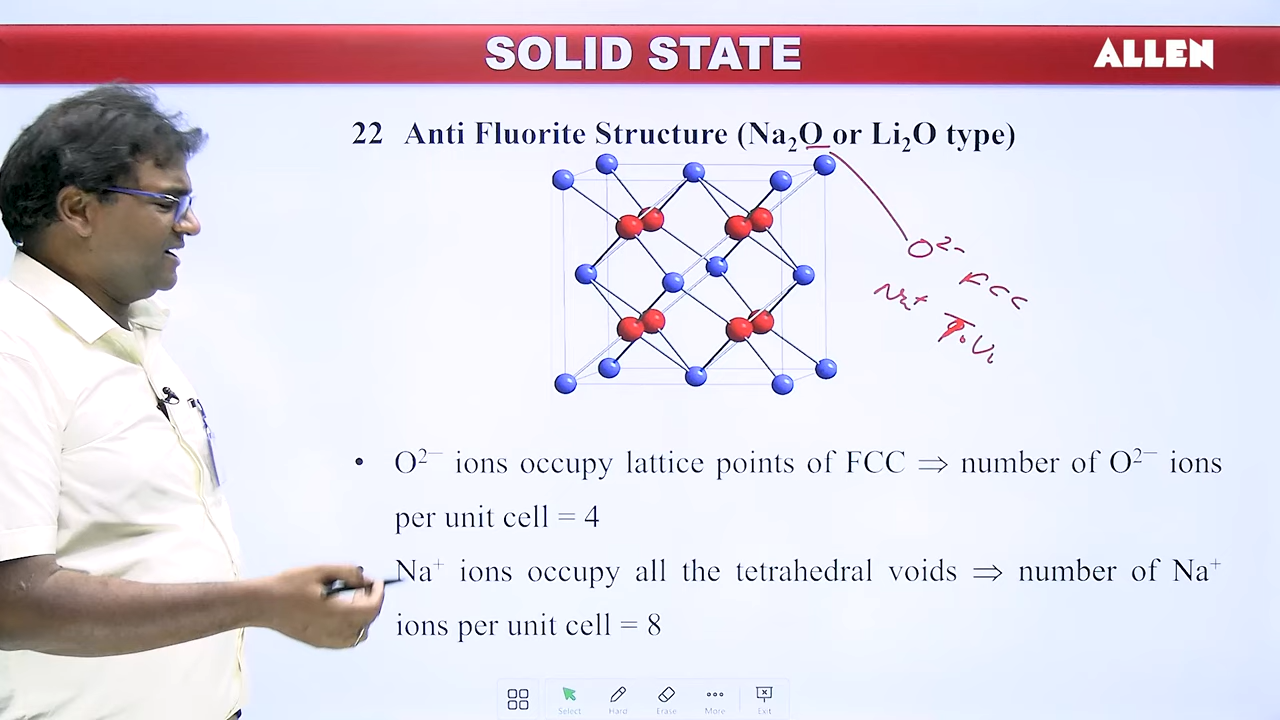 SOLID STATE
ALLEN
22 Anti Fluorite Structure (Na₂O or Li₂O type)
O²⁻
FCC
Na⁺
T.V.
• O²⁻ ions occupy lattice points of FCC ⇒ number of O²⁻ ions
per unit cell = 4
Na⁺ ions occupy all the tetrahedral voids ⇒ number of Na⁺
ions per unit cell = 8
Select
Hard
Erase
More
Exit